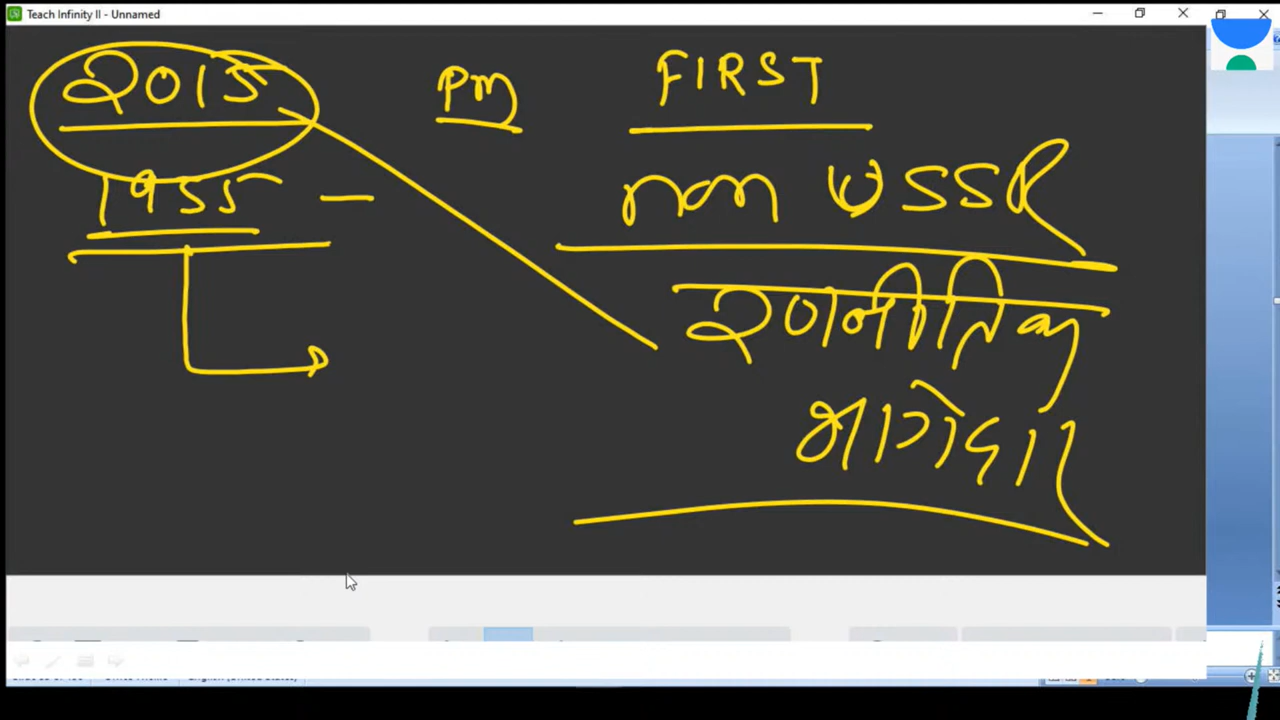 Teach Infinity II - Unnamed
2015 PM FIRST
1955 - non USSR
रणनीतिक
भागेदार